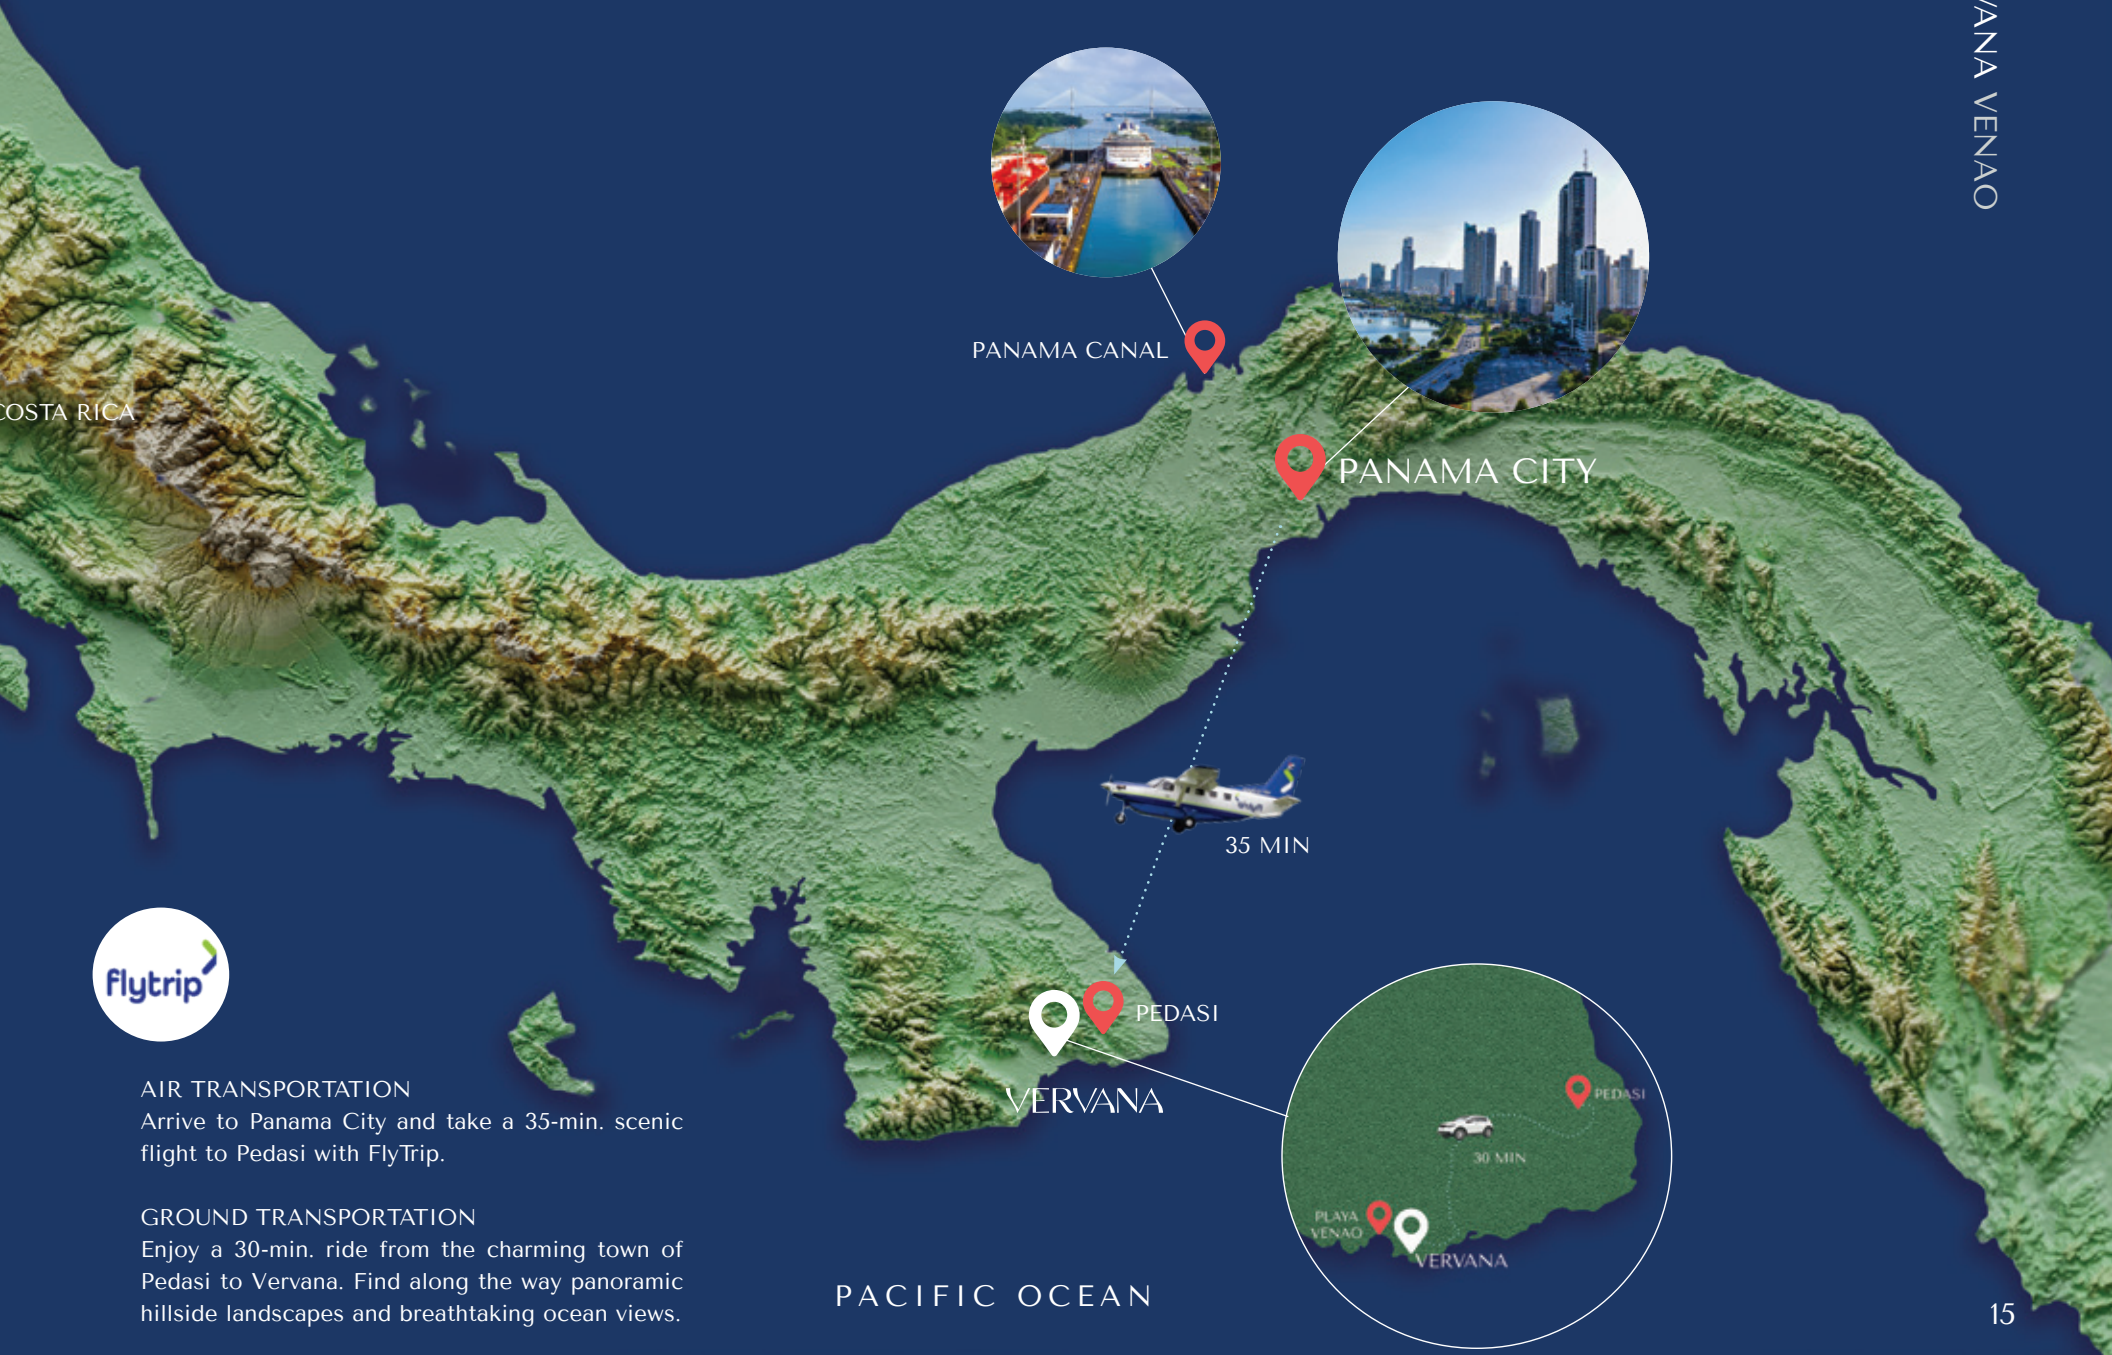 VANA VENAO
PANAMA CANAL
COSTA RICA
PANAMA CITY
35 MIN
flytrip
PEDASI
VERVANA
AIR TRANSPORTATION
Arrive to Panama City and take a 35-min. scenic
flight to Pedasi with FlyTrip.
GROUND TRANSPORTATION
Enjoy a 30-min. ride from the charming town of
Pedasi to Vervana. Find along the way panoramic
hillside landscapes and breathtaking ocean views.
PEDASI
30 MIN
PLAYA
VENAO
VERVANA
PACIFIC OCEAN
15